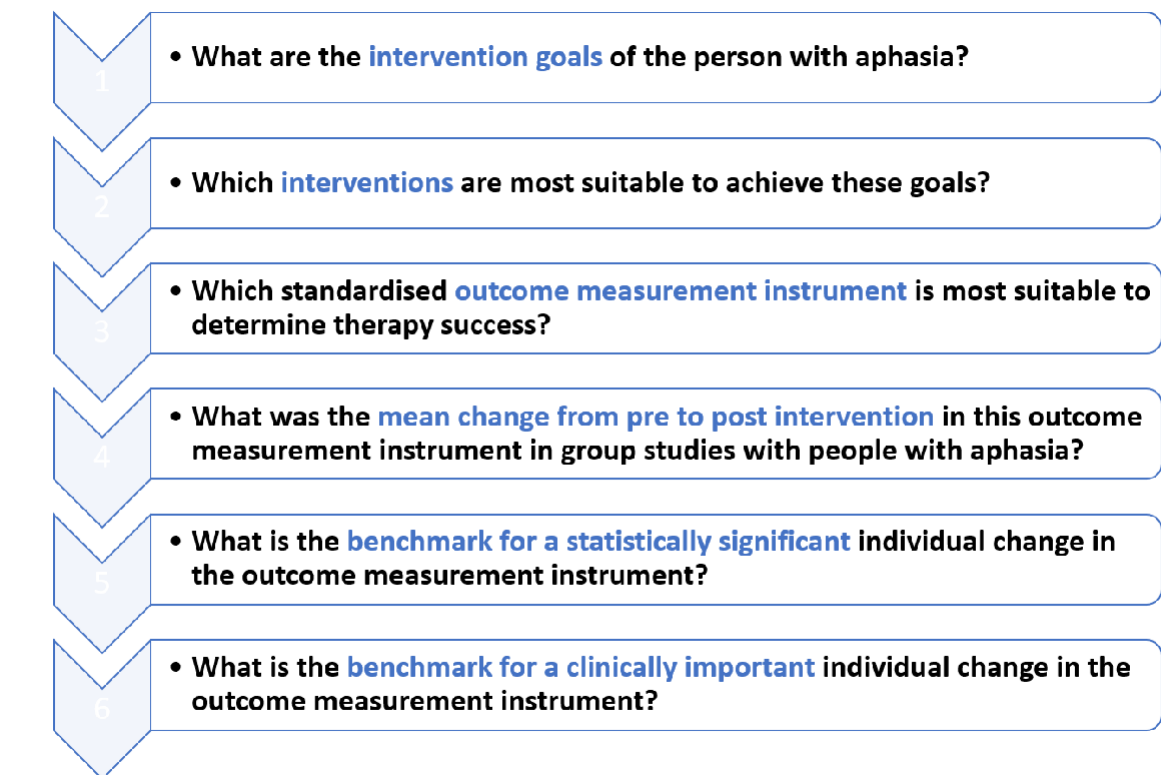 1
• What are the intervention goals of the person with aphasia?
2
• Which interventions are most suitable to achieve these goals?
3
• Which standardised outcome measurement instrument is most suitable to
determine therapy success?
4
• What was the mean change from pre to post intervention in this outcome
measurement instrument in group studies with people with aphasia?
5
• What is the benchmark for a statistically significant individual change in
the outcome measurement instrument?
6
• What is the benchmark for a clinically important individual change in the
outcome measurement instrument?